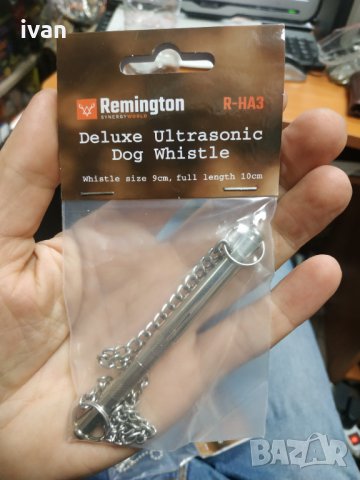 ivan
Remington R-HA3
SYNERGYWORLD
Deluxe Ultrasonic
Dog Whistle
Whistle size 9cm, full length 10cm
BAZAR